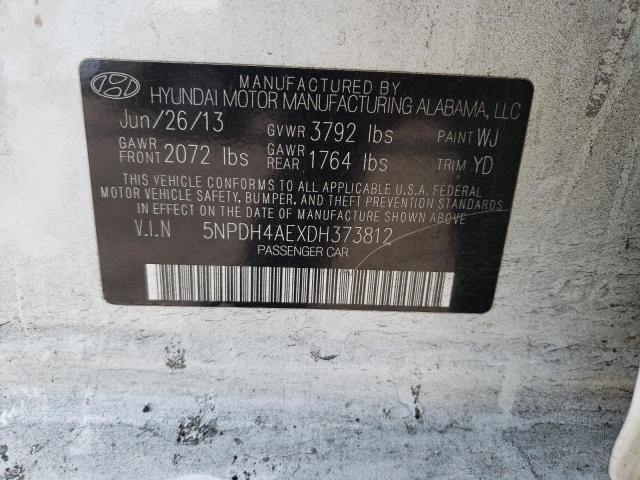 MANUFACTURED BY
HYUNDAI MOTOR MANUFACTURING ALABAMA, LLC
Jun/26/13 GVWR 3792 lbs PAINT WJ
GAWR FRONT 2072 lbs GAWR REAR 1764 lbs TRIM YD
THIS VEHICLE CONFORMS TO ALL APPLICABLE U.S.A. FEDERAL
MOTOR VEHICLE SAFETY, BUMPER, AND THEFT PREVENTION STANDARDS
IN EFFECT ON THE DATE OF MANUFACTURE SHOWN ABOVE
V.I.N 5NPDH4AEXDH373812
PASSENGER CAR